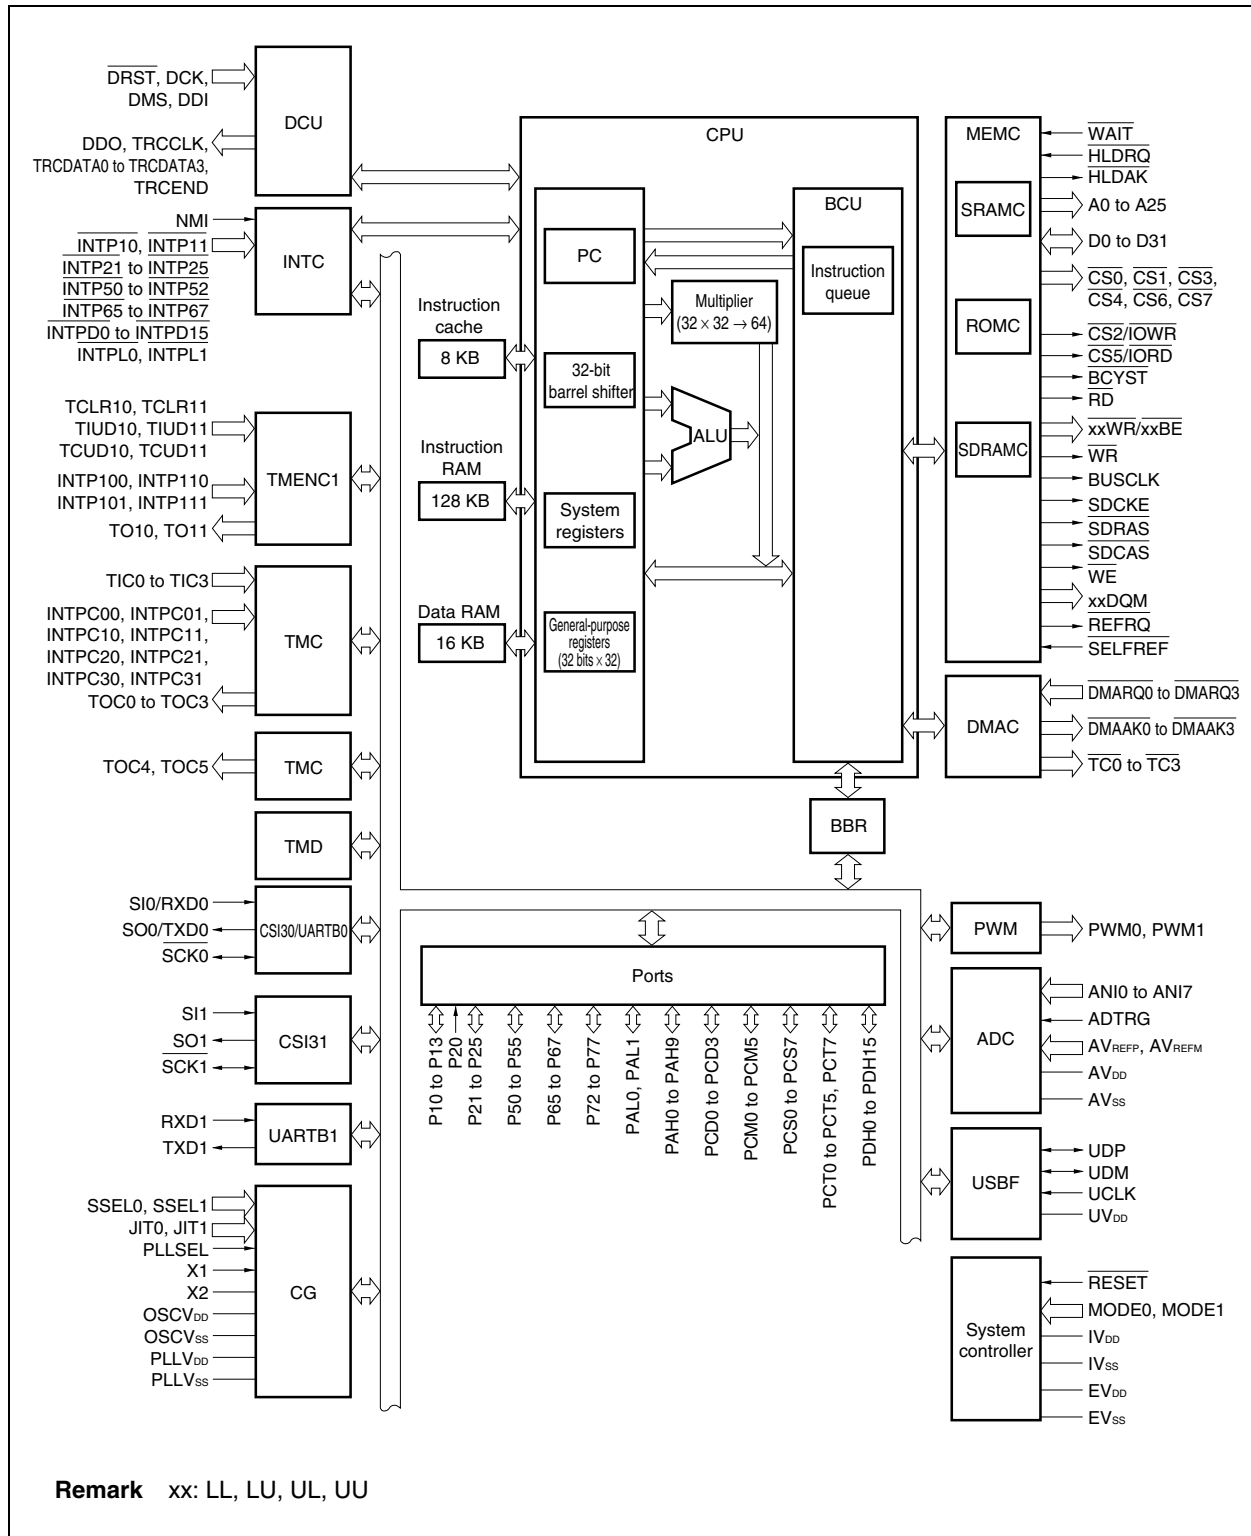 DRST, DCK,
DMS, DDI
DDO, TRCCLK,
TRCDATA0 to TRCDATA3,
TRCEND
DCU
NMI
INTP10, INTP11
INTP21 to INTP25
INTP50 to INTP52
INTP65 to INTP67
INTPD0 to INTPD15
INTPL0, INTPL1
INTC
TCLR10, TCLR11
TIUD10, TIUD11
TCUD10, TCUD11
INTP100, INTP110
INTP101, INTP111
TO10, TO11
TMENC1
TIC0 to TIC3
INTPC00, INTPC01,
INTPC10, INTPC11,
INTPC20, INTPC21,
INTPC30, INTPC31
TOC0 to TOC3
TMC
TOC4, TOC5
TMC
TMD
SI0/RXD0
SO0/TXD0
SCK0
CSI30/UARTB0
SI1
SO1
SCK1
CSI31
RXD1
TXD1
UARTB1
SSEL0, SSEL1
JIT0, JIT1
PLLSEL
X1
X2
OSCVDD
OSCVSS
PLLVDD
PLLVSS
CG
Instruction
cache
8 KB
Instruction
RAM
128 KB
Data RAM
16 KB
CPU
PC
32-bit
barrel shifter
System
registers
General-purpose
registers
(32 bits × 32)
Multiplier
(32 × 32 → 64)
ALU
BCU
Instruction
queue
BBR
Ports
P10 to P13
P20
P21 to P25
P50 to P55
P65 to P67
P72 to P77
PAL0, PAL1
PAH0 to PAH9
PCD0 to PCD3
PCM0 to PCM5
PCS0 to PCS7
PCT0 to PCT5, PCT7
PDH0 to PDH15
MEMC
SRAMC
ROMC
SDRAMC
WAIT
HLDRQ
HLDAK
A0 to A25
D0 to D31
CS0, CS1, CS3,
CS4, CS6, CS7
CS2/IOWR
CS5/IORD
BCYST
RD
xxWR/xxBE
WR
BUSCLK
SDCKE
SDRAS
SDCAS
WE
xxDQM
REFRQ
SELFREF
DMAC
DMARQ0 to DMARQ3
DMAAK0 to DMAAK3
TC0 to TC3
PWM
PWM0, PWM1
ADC
ANI0 to ANI7
ADTRG
AVREFP, AVREFM
AVDD
AVSS
USBF
UDP
UDM
UCLK
UVDD
System
controller
RESET
MODE0, MODE1
IVDD
IVSS
EVDD
EVSS
Remark xx: LL, LU, UL, UU